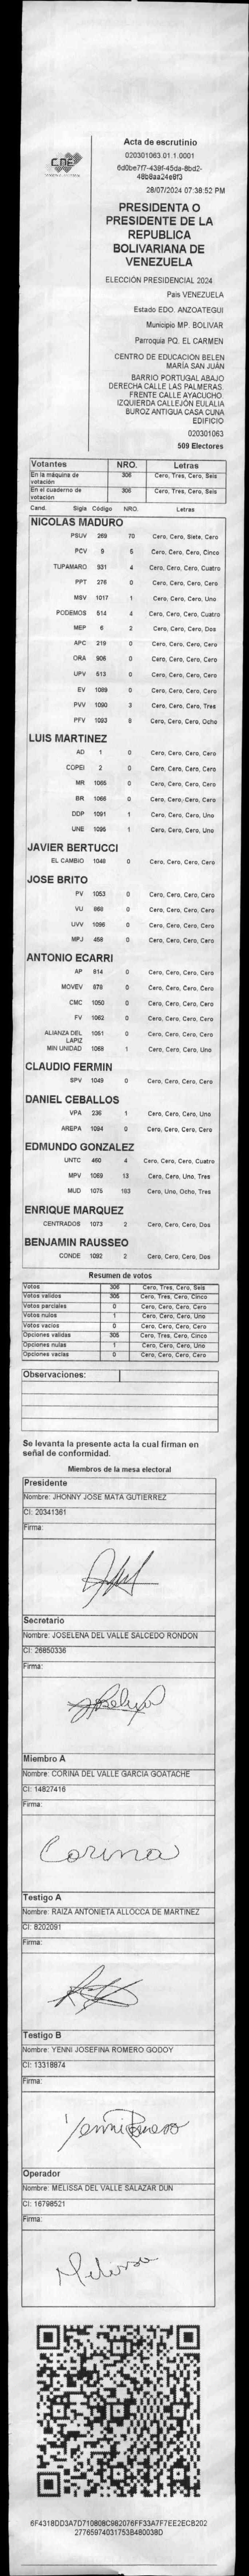 CNE
Acta de escrutinio
020301063.01.1.0001
6d0be7f7-439f-45da-8bd2-
48b8aa24e8f3
28/07/2024 07:38:52 PM
PRESIDENTA O
PRESIDENTE DE LA
REPUBLICA
BOLIVARIANA DE
VENEZUELA
ELECCIÓN PRESIDENCIAL 2024
Pais VENEZUELA
Estado EDO. ANZOATEGUI
Municipio MP. BOLIVAR
Parroquia PQ. EL CARMEN
CENTRO DE EDUCACION BELEN
MARÍA SAN JUÁN
BARRIO PORTUGAL ABAJO
DERECHA CALLE LAS PALMERAS.
FRENTE CALLE AYACUCHO
IZQUIERDA CALLEJÓN EULALIA
BUROZ ANTIGUA CASA CUNA
EDIFICIO
020301063
509 Electores
Votantes NRO. Letras
En la máquina de votación 306 Cero, Tres, Cero, Seis
En el cuaderno de votación 306 Cero, Tres, Cero, Seis
Cand. Sigla Código NRO. Letras
NICOLAS MADURO
PSUV 269 70 Cero, Cero, Siete, Cero
PCV 9 5 Cero, Cero, Cero, Cinco
TUPAMARO 931 4 Cero, Cero, Cero, Cuatro
PPT 276 0 Cero, Cero, Cero, Cero
MSV 1017 1 Cero, Cero, Cero, Uno
PODEMOS 514 4 Cero, Cero, Cero, Cuatro
MEP 6 2 Cero, Cero, Cero, Dos
APC 219 0 Cero, Cero, Cero, Cero
ORA 906 0 Cero, Cero, Cero, Cero
UPV 613 0 Cero, Cero, Cero, Cero
EV 1089 0 Cero, Cero, Cero, Cero
PVV 1090 3 Cero, Cero, Cero, Tres
PFV 1093 8 Cero, Cero, Cero, Ocho
LUIS MARTINEZ
AD 1 0 Cero, Cero, Cero, Cero
COPEI 2 0 Cero, Cero, Cero, Cero
MR 1065 0 Cero, Cero, Cero, Cero
BR 1066 0 Cero, Cero, Cero, Cero
DDP 1091 1 Cero, Cero, Cero, Uno
UNE 1095 1 Cero, Cero, Cero, Uno
JAVIER BERTUCCI
EL CAMBIO 1048 0 Cero, Cero, Cero, Cero
JOSE BRITO
PV 1053 0 Cero, Cero, Cero, Cero
VU 868 0 Cero, Cero, Cero, Cero
UVV 1096 0 Cero, Cero, Cero, Cero
MPJ 458 0 Cero, Cero, Cero, Cero
ANTONIO ECARRI
AP 814 0 Cero, Cero, Cero, Cero
MOVEV 878 0 Cero, Cero, Cero, Cero
CMC 1050 0 Cero, Cero, Cero, Cero
FV 1062 0 Cero, Cero, Cero, Cero
ALIANZA DEL LAPIZ 1051 0 Cero, Cero, Cero, Cero
MIN UNIDAD 1068 1 Cero, Cero, Cero, Uno
CLAUDIO FERMIN
SPV 1049 0 Cero, Cero, Cero, Cero
DANIEL CEBALLOS
VPA 236 1 Cero, Cero, Cero, Uno
AREPA 1094 0 Cero, Cero, Cero, Cero
EDMUNDO GONZALEZ
UNTC 460 4 Cero, Cero, Cero, Cuatro
MPV 1069 13 Cero, Cero, Uno, Tres
MUD 1075 183 Cero, Uno, Ocho, Tres
ENRIQUE MARQUEZ
CENTRADOS 1073 2 Cero, Cero, Cero, Dos
BENJAMIN RAUSSEO
CONDE 1092 2 Cero, Cero, Cero, Dos
Resumen de votos
Votos 306 Cero, Tres, Cero, Seis
Votos validos 305 Cero, Tres, Cero, Cinco
Votos parciales 0 Cero, Cero, Cero, Cero
Votos nulos 1 Cero, Cero, Cero, Uno
Votos vacios 0 Cero, Cero, Cero, Cero
Opciones validas 305 Cero, Tres, Cero, Cinco
Opciones nulas 1 Cero, Cero, Cero, Uno
Opciones vacias 0 Cero, Cero, Cero, Cero
Observaciones:
Se levanta la presente acta la cual firman en
señal de conformidad.
Miembros de la mesa electoral
Presidente
Nombre: JHONNY JOSE MATA GUTIERREZ
CI: 20341361
Firma:
Secretario
Nombre: JOSELENA DEL VALLE SALCEDO RONDON
CI: 26850336
Firma:
Miembro A
Nombre: CORINA DEL VALLE GARCIA GOATACHE
CI: 14827416
Firma:
Corina
Testigo A
Nombre: RAIZA ANTONIETA ALLOCCA DE MARTINEZ
CI: 8202091
Firma:
Testigo B
Nombre: YENNI JOSEFINA ROMERO GODOY
CI: 13318874
Firma:
Yenni Romero
Operador
Nombre: MELISSA DEL VALLE SALAZAR DUN
CI: 16798521
Firma:
Melissa
6F4318DD3A7D710808C982076FF33A7F7EE2ECB202
27765974031753B480038D